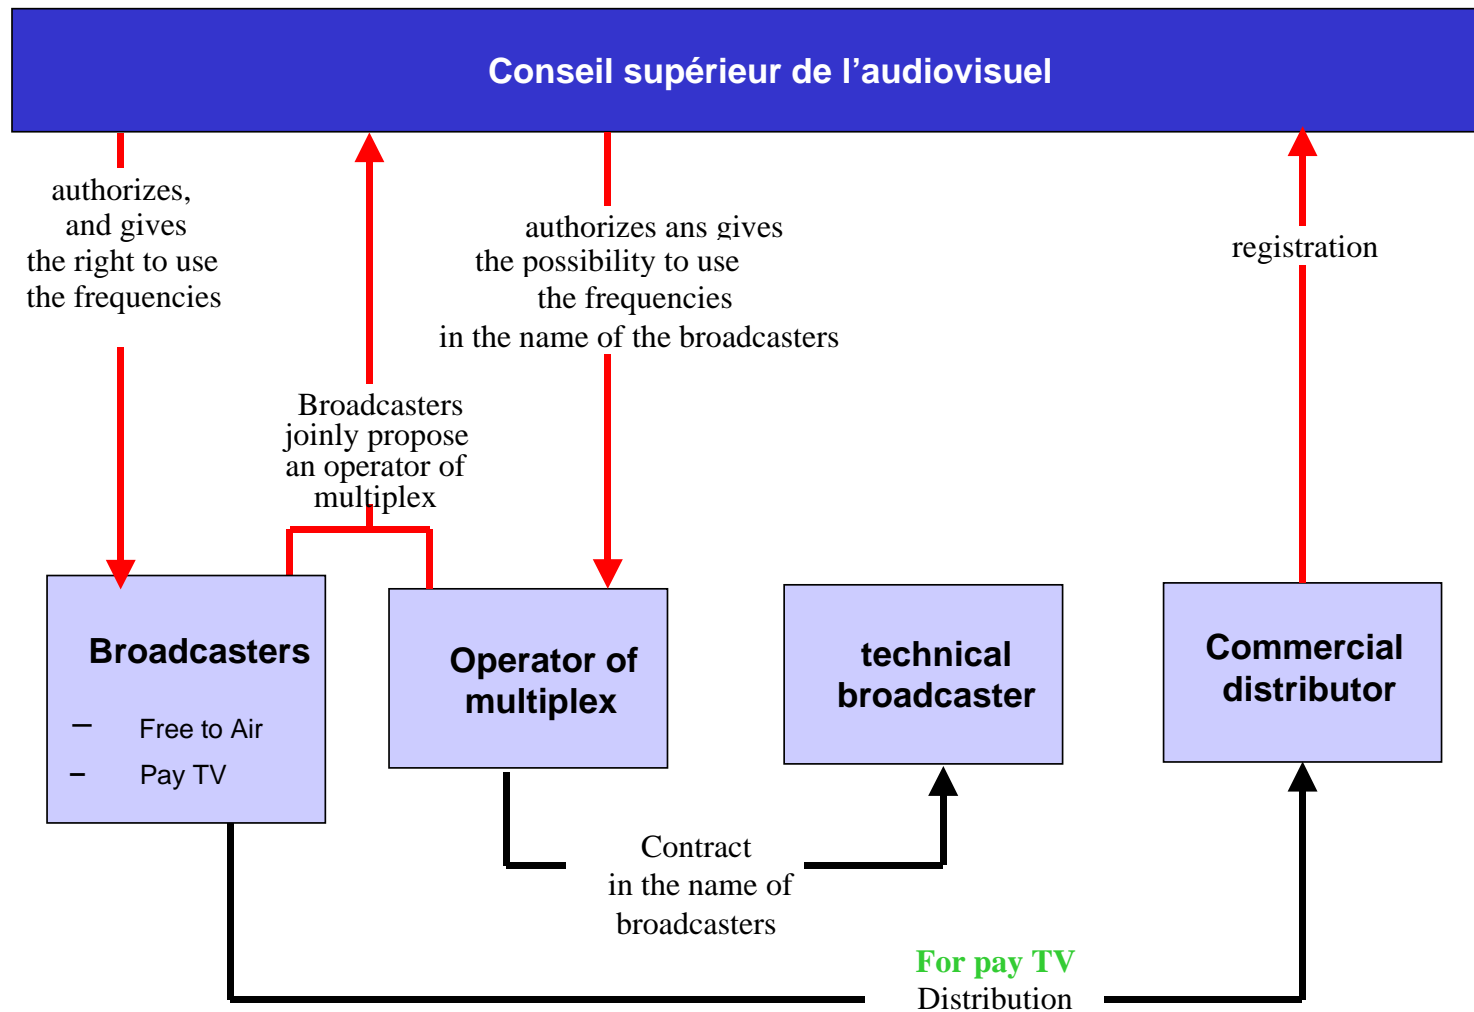 Conseil supérieur de l’audiovisuel
authorizes,
and gives
the right to use
the frequencies
authorizes ans gives
the possibility to use
the frequencies
in the name of the broadcasters
registration
Broadcasters
joinly propose
an operator of
multiplex
Broadcasters
– Free to Air
– Pay TV
Operator of
multiplex
technical
broadcaster
Commercial
distributor
Contract
in the name of
broadcasters
For pay TV
Distribution